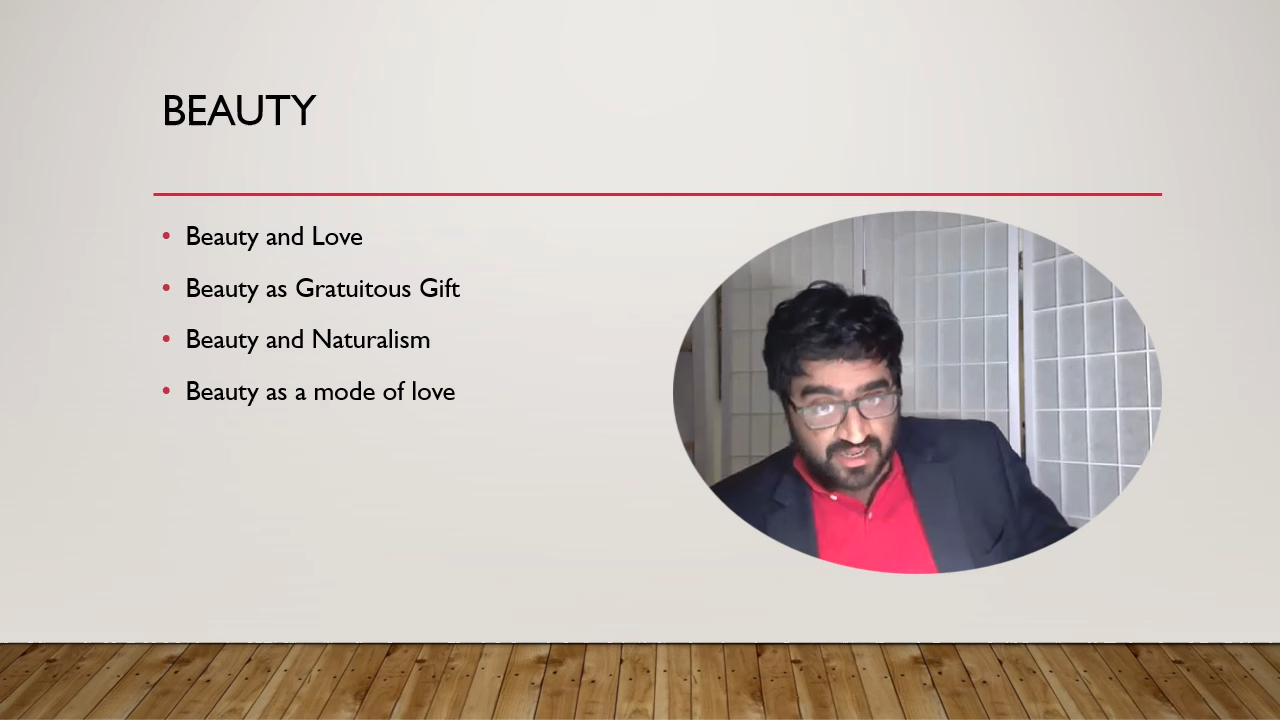 BEAUTY
• Beauty and Love
• Beauty as Gratuitous Gift
• Beauty and Naturalism
• Beauty as a mode of love